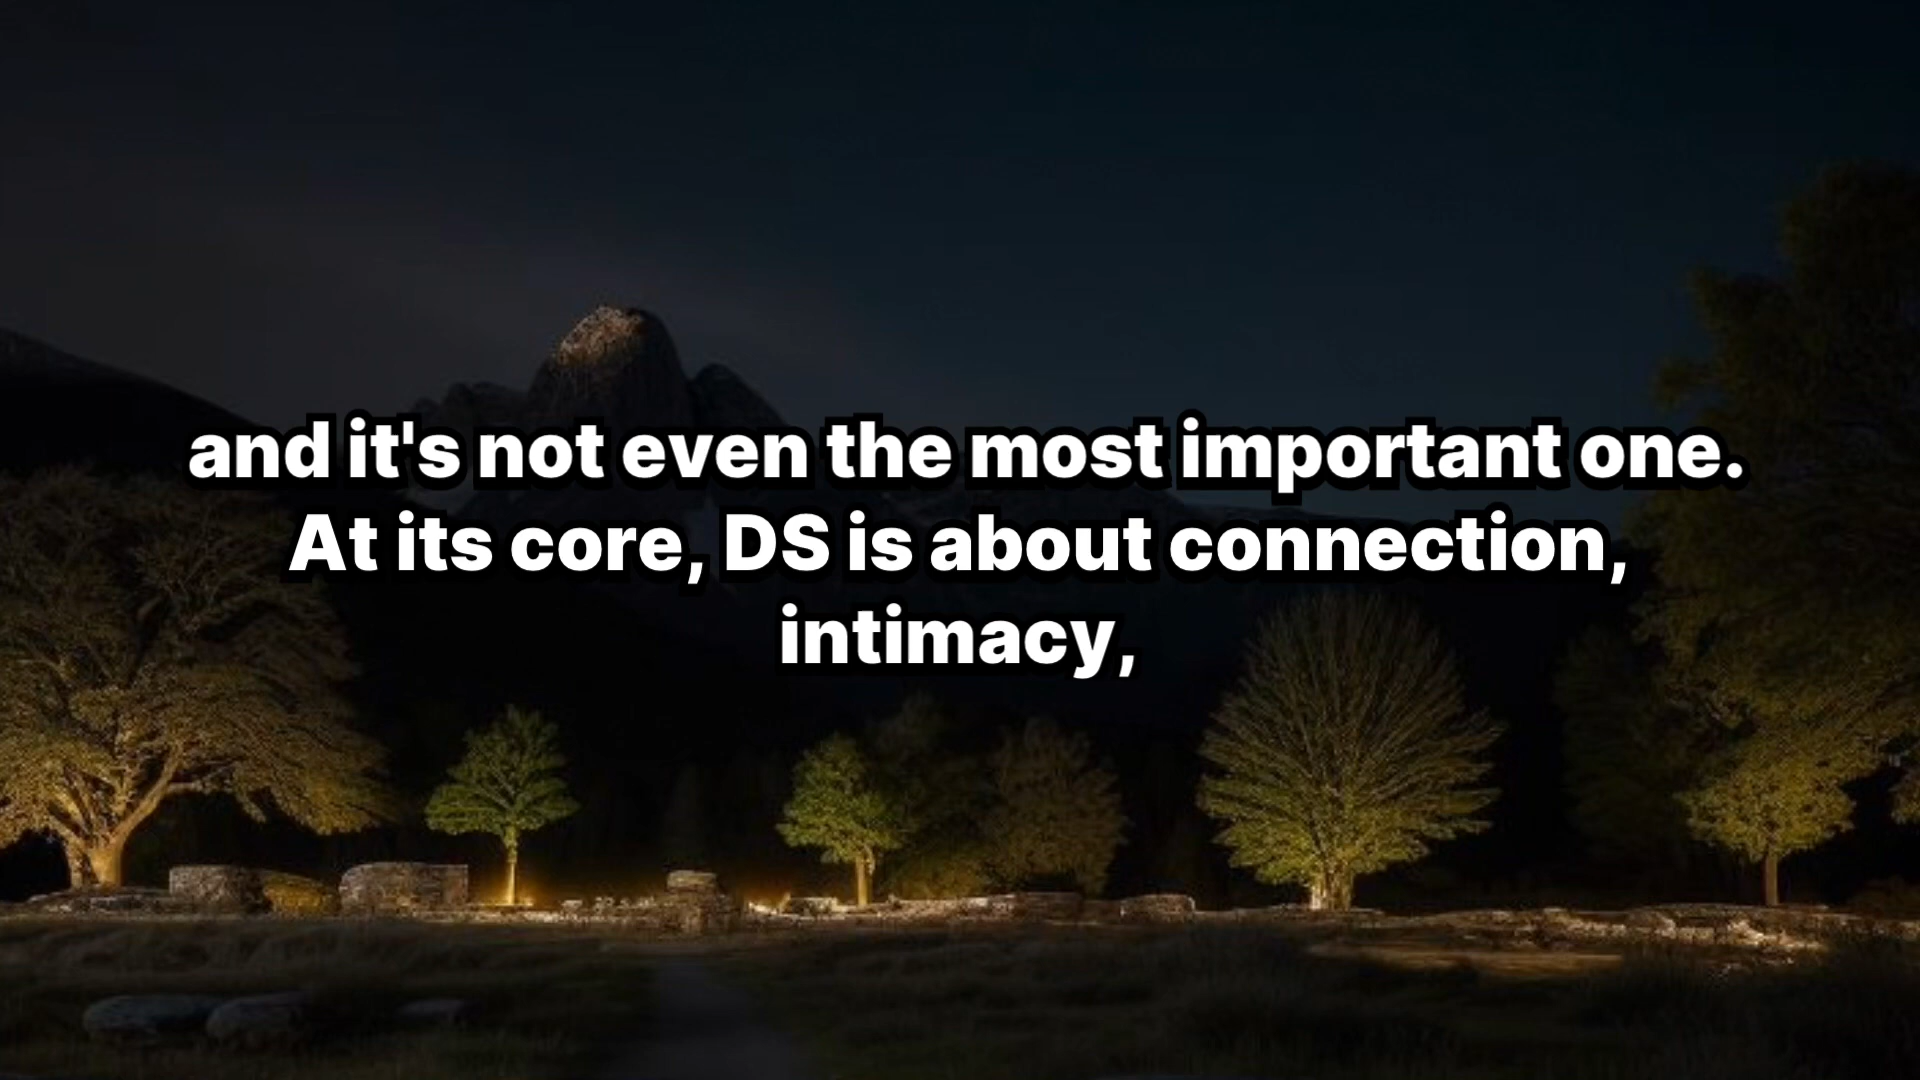 and it's not even the most important one.
At its core, DS is about connection,
intimacy,